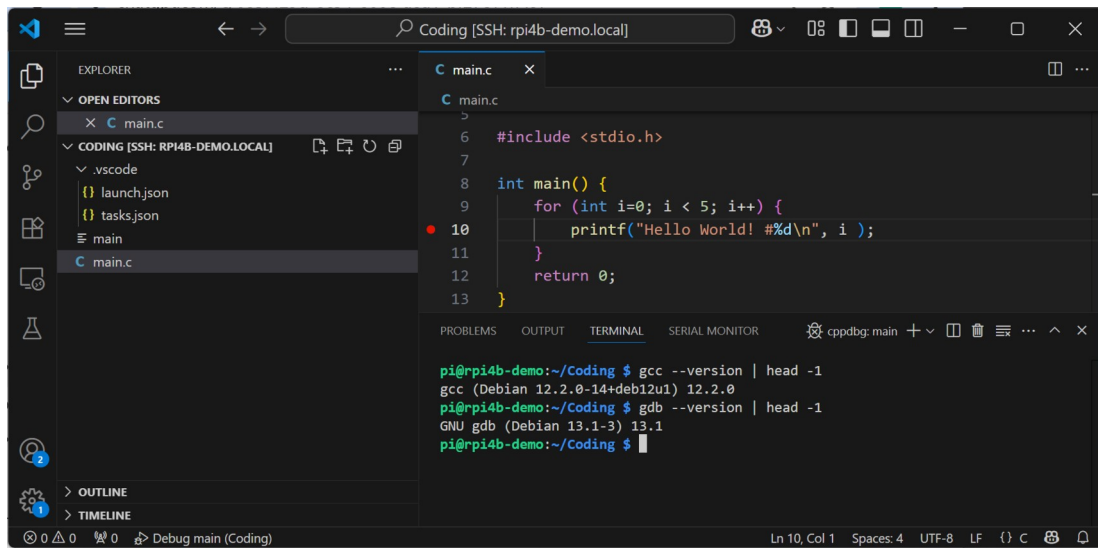 Coding [SSH: rpi4b-demo.local]
EXPLORER
OPEN EDITORS
C main.c
CODING [SSH: RPI4B-DEMO.LOCAL]
.vscode
{} launch.json
{} tasks.json
main
C main.c
OUTLINE
TIMELINE
2
1
C main.c
C main.c
5
6 #include <stdio.h>
7
8 int main() {
9 for (int i=0; i < 5; i++) {
10 printf("Hello World! #%d\n", i );
11 }
12 return 0;
13 }
PROBLEMS OUTPUT TERMINAL SERIAL MONITOR cppdbg: main
pi@rpi4b-demo:~/Coding $ gcc --version | head -1
gcc (Debian 12.2.0-14+deb12u1) 12.2.0
pi@rpi4b-demo:~/Coding $ gdb --version | head -1
GNU gdb (Debian 13.1-3) 13.1
pi@rpi4b-demo:~/Coding $
0 0 0 Debug main (Coding) Ln 10, Col 1 Spaces: 4 UTF-8 LF {} C